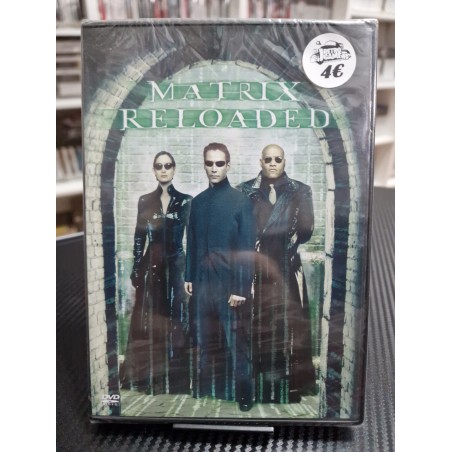 4€
MATRIX
RELOADED
DVD